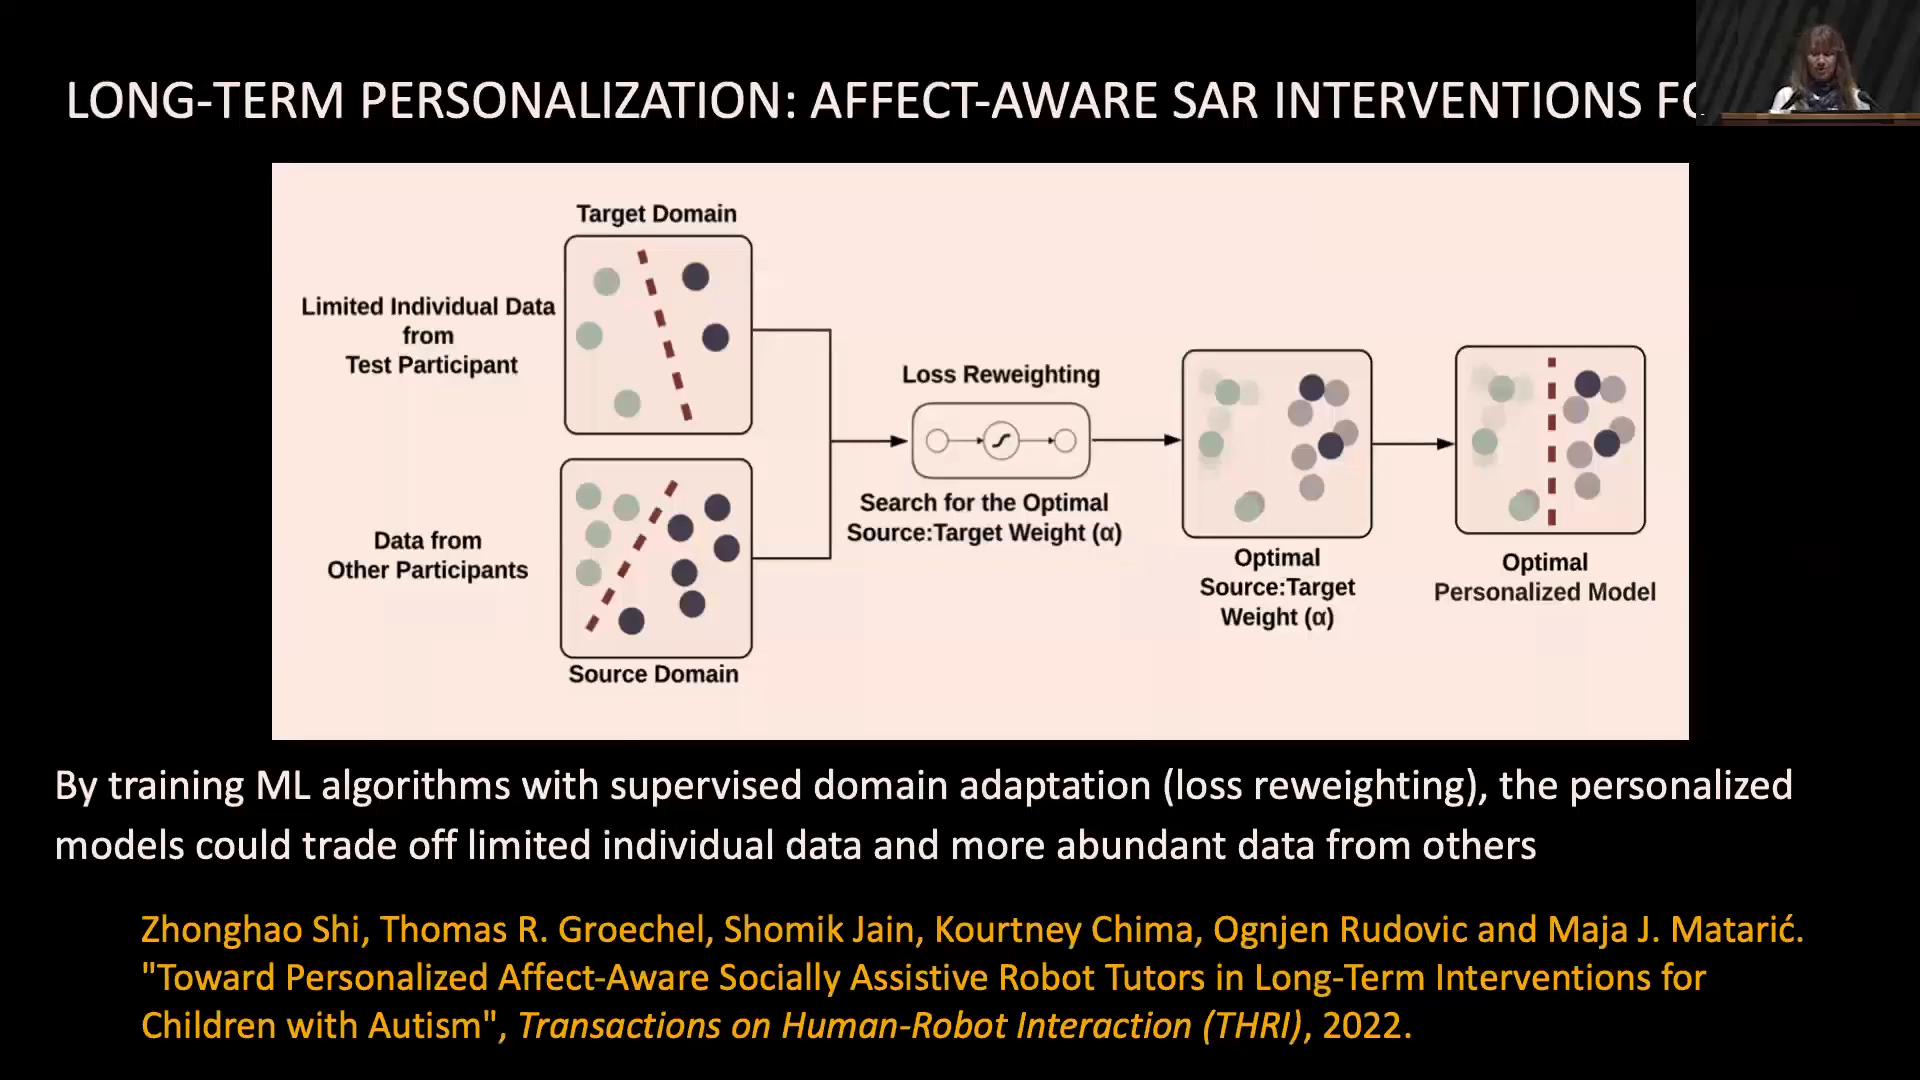 LONG-TERM PERSONALIZATION: AFFECT-AWARE SAR INTERVENTIONS
Target Domain
Limited Individual Data
from
Test Participant
Loss Reweighting
Search for the Optimal
Source:Target Weight (α)
Data from
Other Participants
Source Domain
Optimal
Source:Target
Weight (α)
Optimal
Personalized Model
By training ML algorithms with supervised domain adaptation (loss reweighting), the personalized
models could trade off limited individual data and more abundant data from others
Zhonghao Shi, Thomas R. Groechel, Shomik Jain, Kourtney Chima, Ognjen Rudovic and Maja J. Matarić.
"Toward Personalized Affect-Aware Socially Assistive Robot Tutors in Long-Term Interventions for
Children with Autism", Transactions on Human-Robot Interaction (THRI), 2022.